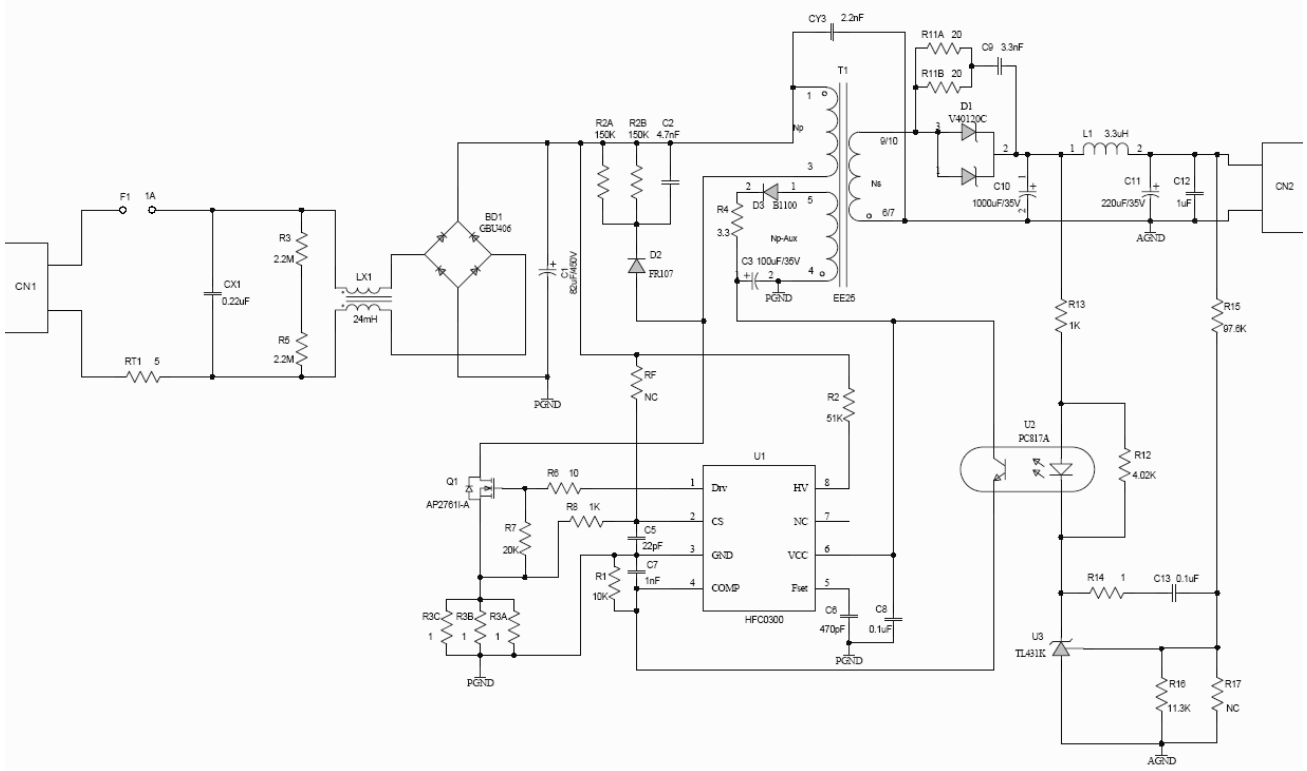 CY3 2.2nF
R11A 20
C9 3.3nF
R11B 20
T1
D1
V40120C
R2A
150K
R2B
150K
C2
4.7nF
1
Np
3
3
2
9/10
Ns
6/7
L1 3.3uH
1 2
C10
1
1000uF/35V
2
C11
220uF/35V
C12
1uF
CN2
AGND
F1 1A
CN1
CX1
0.22uF
R3
2.2M
R5
2.2M
RT1 5
LX1
24mH
BD1
GBU406
C1
82uF/450V
PGND
D2
FR107
R4
3.3
2 1
D3 B1100
5
Np-Aux
4
C3 100uF/35V
1 2
PGND
EE25
R13
1K
R15
97.6K
RF
NC
R2
51K
U2
PC817A
R12
4.02K
Q1
AP2761I-A
R6 10
R7
20K
R8 1K
C5
22pF
C7
1nF
R1
10K
U1
1 Drv HV 8
2 CS NC 7
3 GND VCC 6
4 COMP Fset 5
HFC0300
C6
470pF
C8
0.1uF
PGND
R3C
1
R3B
1
R3A
1
PGND
R14 1
C13 0.1uF
U3
TL431K
R16
11.3K
R17
NC
AGND